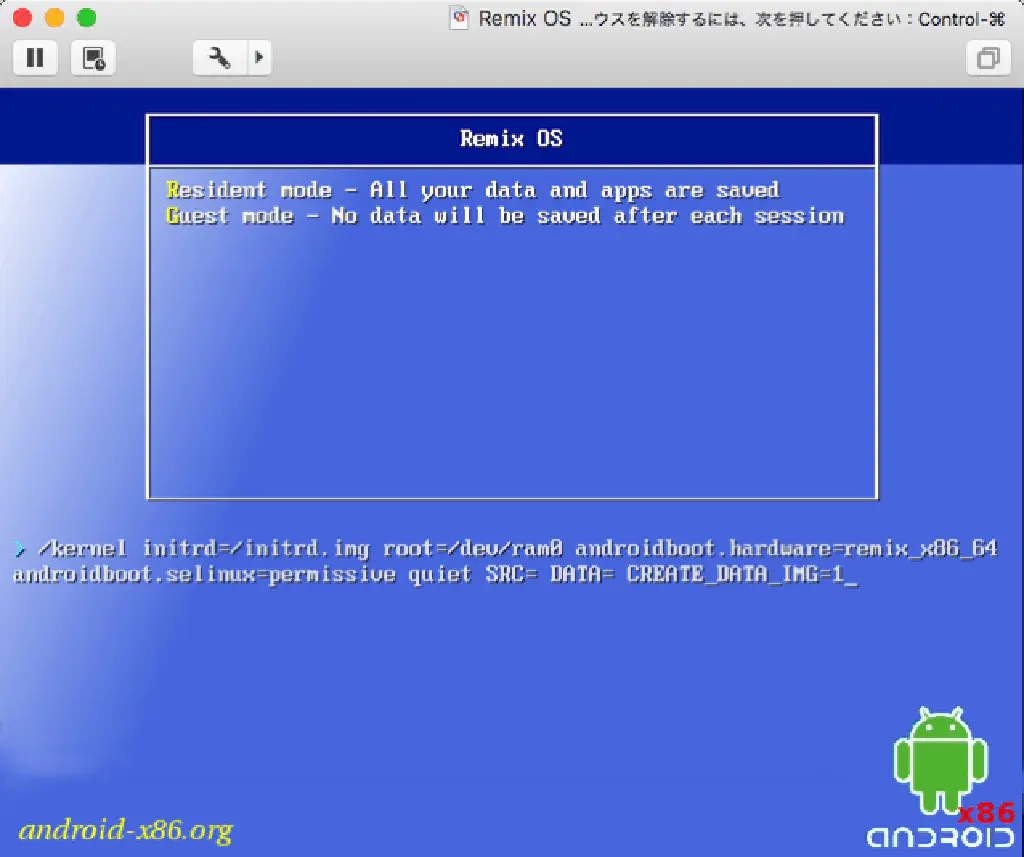 Remix OS ...ウスを解除するには、次を押してください：Control-⌘
Remix OS
Resident mode - All your data and apps are saved
Guest mode - No data will be saved after each session
> /kernel initrd=/initrd.img root=/dev/ram0 androidboot.hardware=remix_x86_64
androidboot.selinux=permissive quiet SRC= DATA= CREATE_DATA_IMG=1_
android-x86.org
x86
ANDROID